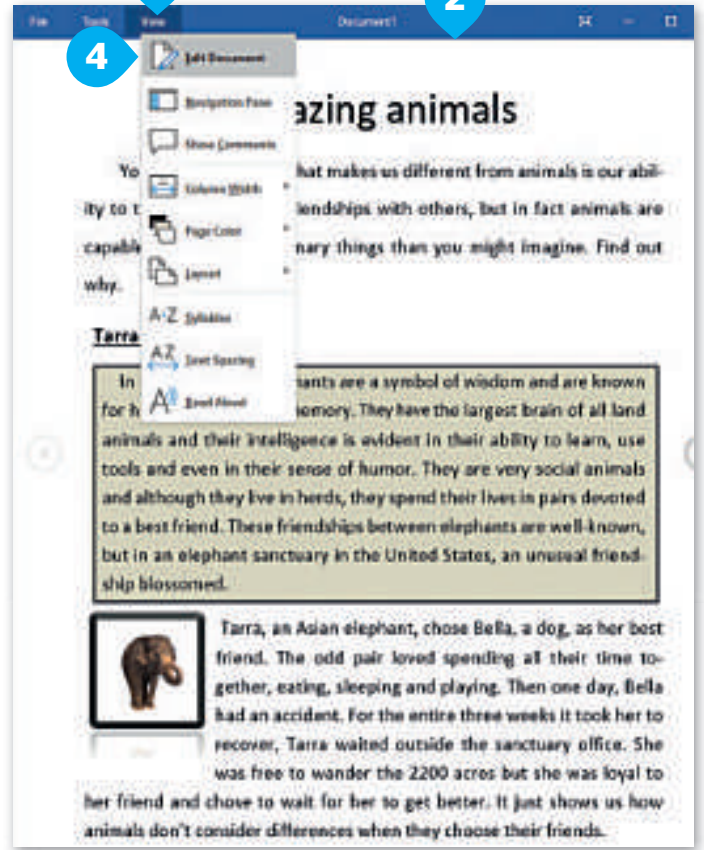 2
File Tools View Document1
4
Edit Document
Navigation Pane
Show Comments
Column Width
Page Color
Layout
Syllables
Text Spacing
Read Aloud
azing animals
Yo hat makes us different from animals is our abil-
ity to t iendships with others, but in fact animals are
capable nary things than you might imagine. Find out
why.
Tarra
In hants are a symbol of wisdom and are known
for h emory. They have the largest brain of all land
animals and their intelligence is evident in their ability to learn, use
tools and even in their sense of humor. They are very social animals
and although they live in herds, they spend their lives in pairs devoted
to a best friend. These friendships between elephants are well-known,
but in an elephant sanctuary in the United States, an unusual friend-
ship blossomed.
Tarra, an Asian elephant, chose Bella, a dog, as her best
friend. The odd pair loved spending all their time to-
gether, eating, sleeping and playing. Then one day, Bella
had an accident. For the entire three weeks it took her to
recover, Tarra waited outside the sanctuary office. She
was free to wander the 2200 acres but she was loyal to
her friend and chose to wait for her to get better. It just shows us how
animals don't consider differences when they choose their friends.